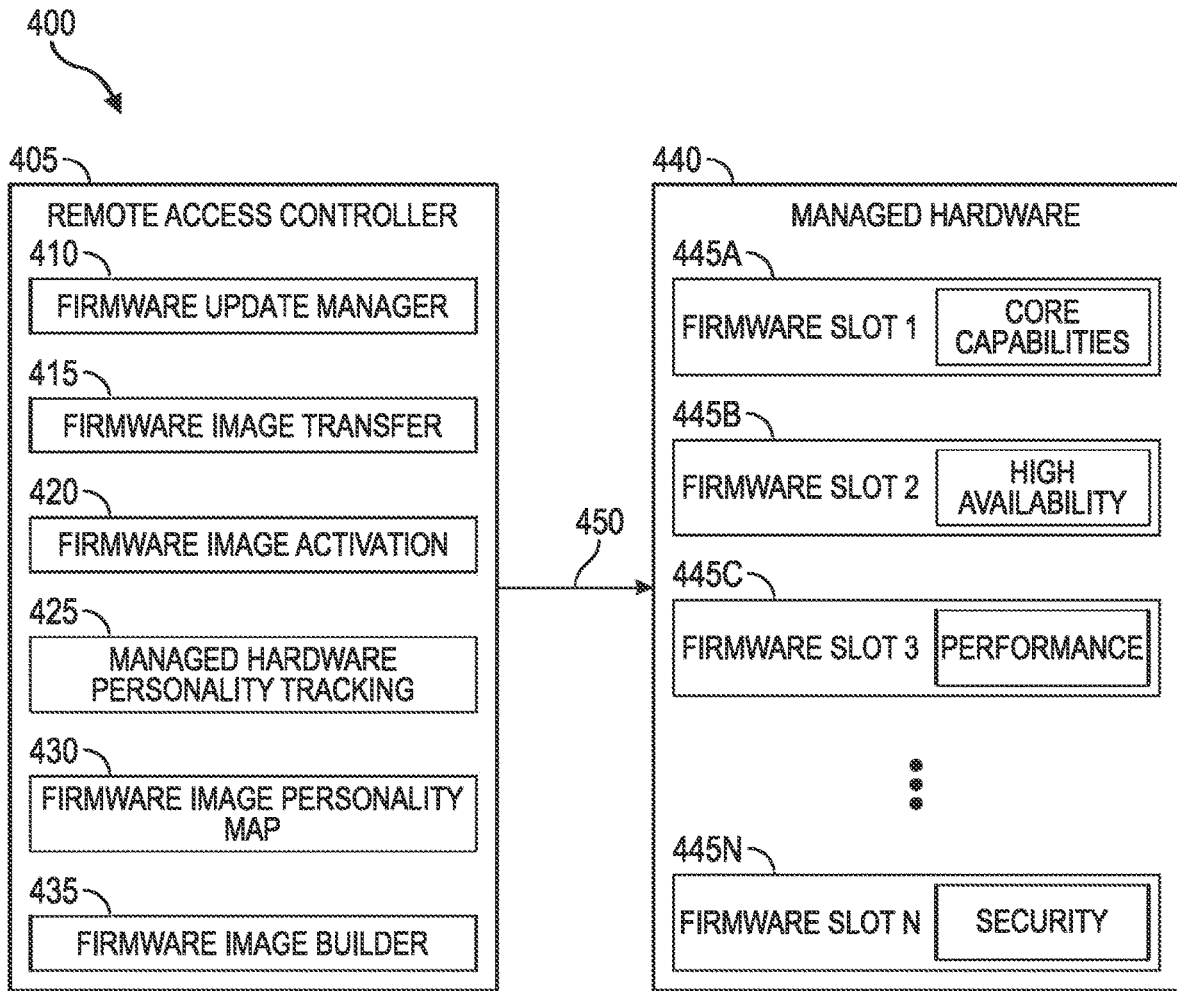 400
405
REMOTE ACCESS CONTROLLER
410
FIRMWARE UPDATE MANAGER
415
FIRMWARE IMAGE TRANSFER
420
FIRMWARE IMAGE ACTIVATION
425
MANAGED HARDWARE
PERSONALITY TRACKING
430
FIRMWARE IMAGE PERSONALITY
MAP
435
FIRMWARE IMAGE BUILDER
450
440
MANAGED HARDWARE
445A
FIRMWARE SLOT 1
CORE
CAPABILITIES
445B
FIRMWARE SLOT 2
HIGH
AVAILABILITY
445C
FIRMWARE SLOT 3
PERFORMANCE
445N
FIRMWARE SLOT N
SECURITY